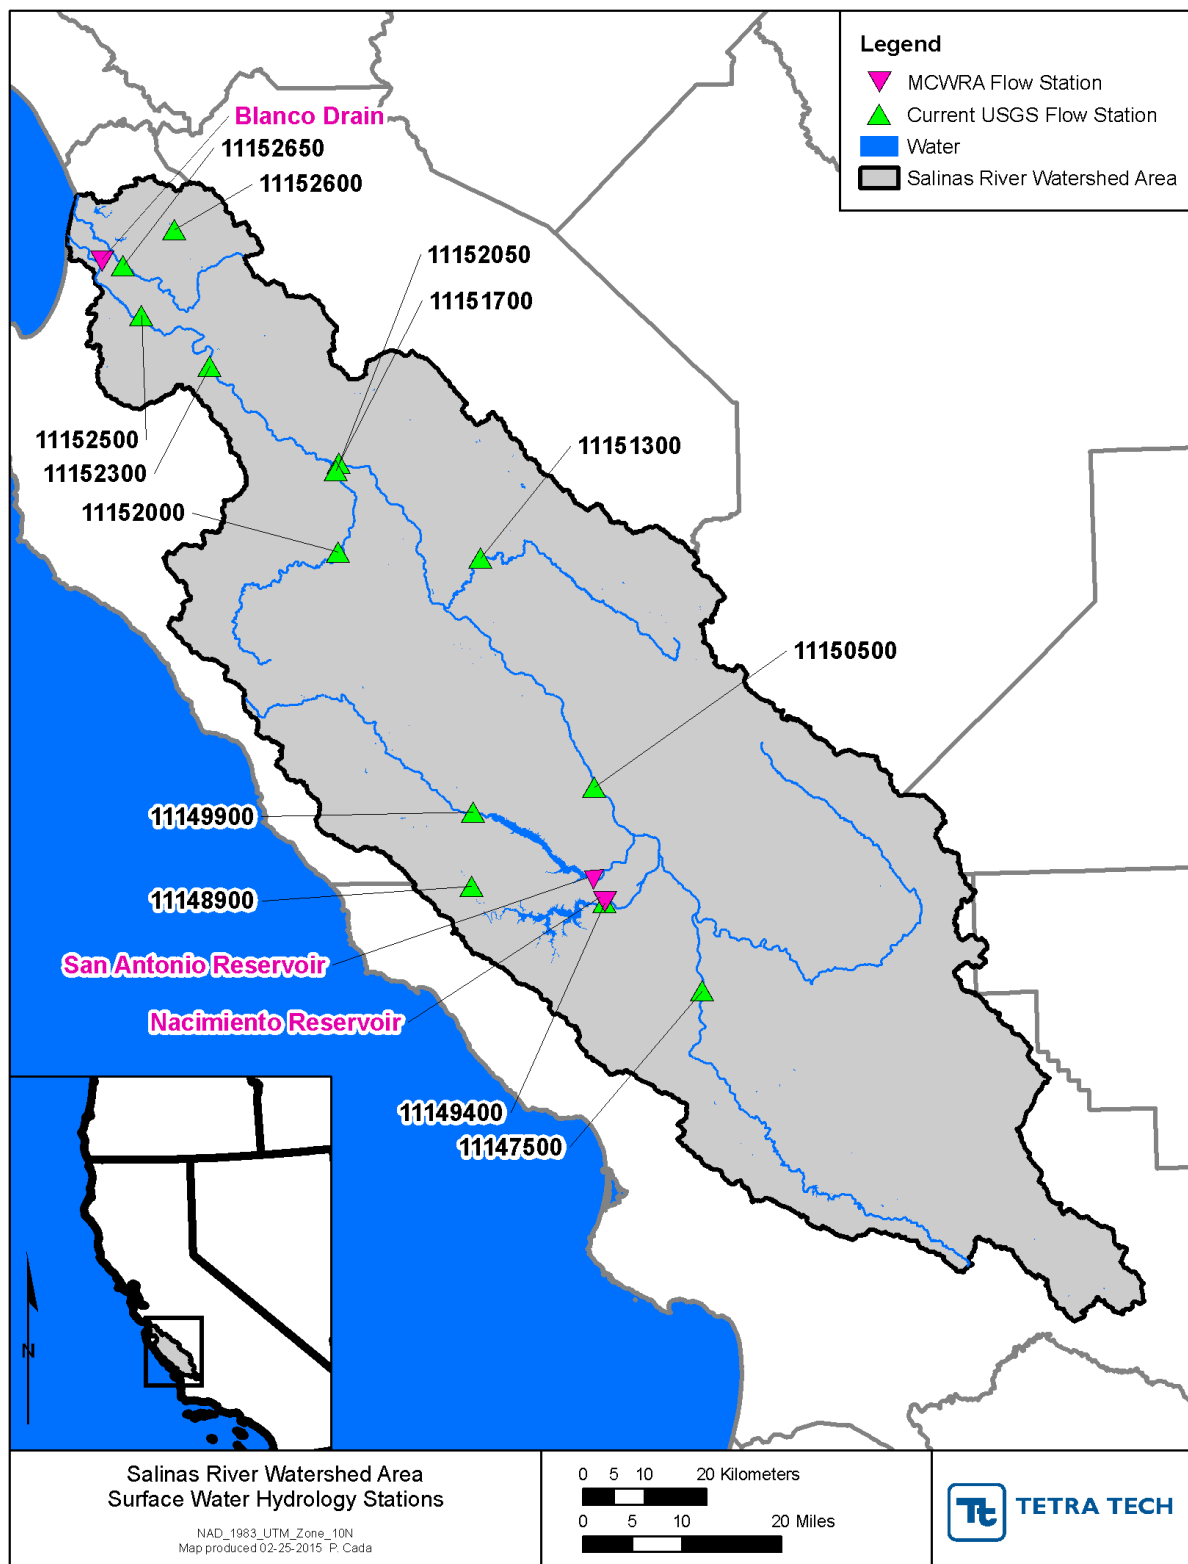 Legend
MCWRA Flow Station
Current USGS Flow Station
Water
Salinas River Watershed Area
Blanco Drain
11152650
11152600
11152050
11151700
11152500
11152300
11151300
11152000
11150500
11149900
11148900
San Antonio Reservoir
Nacimiento Reservoir
11149400
11147500
N
Salinas River Watershed Area
Surface Water Hydrology Stations
NAD_1983_UTM_Zone_10N
Map produced 02-25-2015 P. Cada
0 5 10 20 Kilometers
0 5 10 20 Miles
Tt TETRA TECH